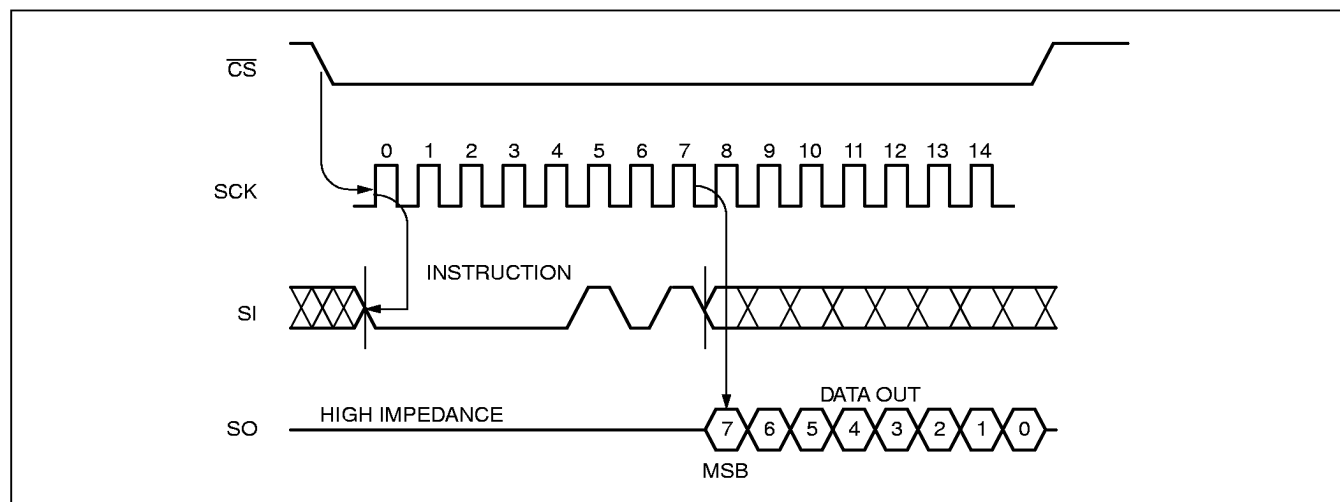 CS
0 1 2 3 4 5 6 7 8 9 10 11 12 13 14
SCK
INSTRUCTION
SI
DATA OUT
HIGH IMPEDANCE
SO
7 6 5 4 3 2 1 0
MSB